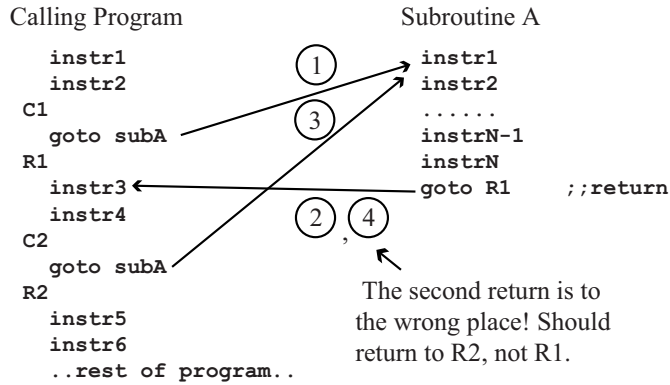 Calling Program
instr1
instr2
C1
goto subA
R1
instr3
instr4
C2
goto subA
R2
instr5
instr6
..rest of program..
1
3
2 , 4
Subroutine A
instr1
instr2
......
instrN-1
instrN
goto R1 ;;return
The second return is to
the wrong place! Should
return to R2, not R1.